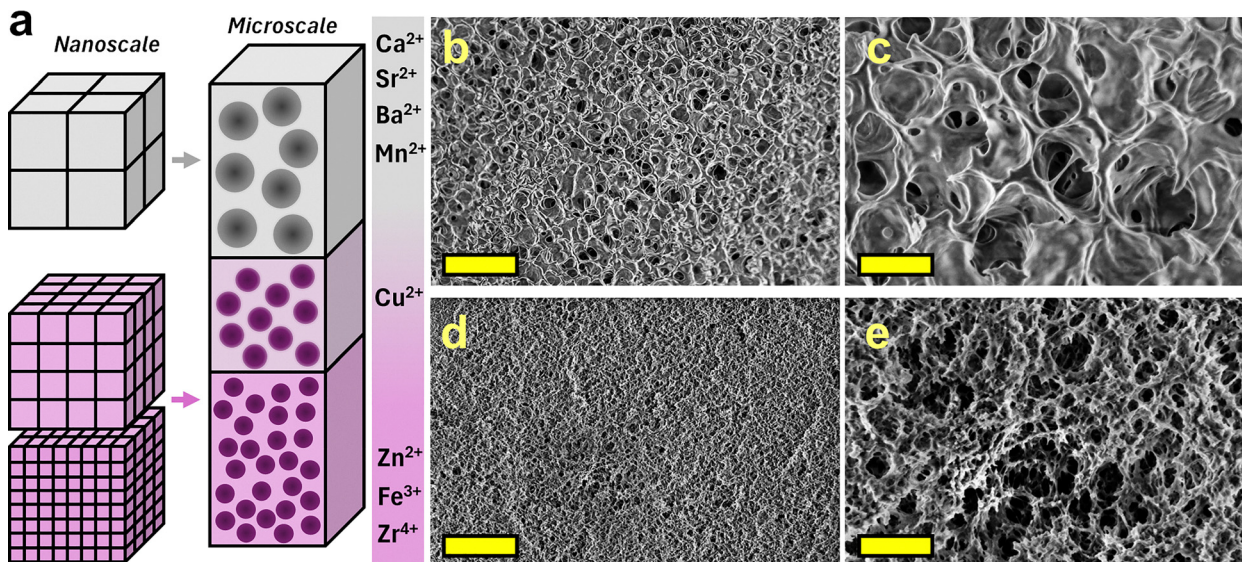 a
Nanoscale
Microscale
Ca²⁺
Sr²⁺
Ba²⁺
Mn²⁺
Cu²⁺
Zn²⁺
Fe³⁺
Zr⁴⁺
b
c
d
e